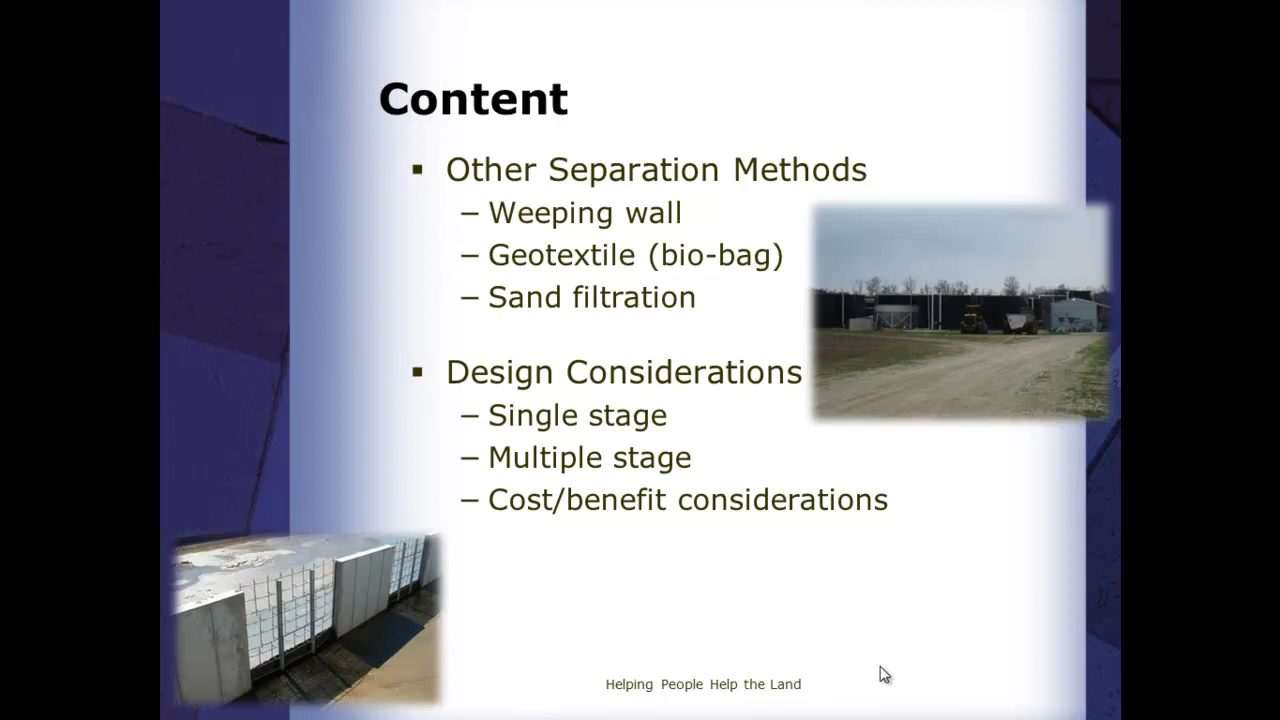 Content
▪ Other Separation Methods
– Weeping wall
– Geotextile (bio-bag)
– Sand filtration
▪ Design Considerations
– Single stage
– Multiple stage
– Cost/benefit considerations
Helping People Help the Land